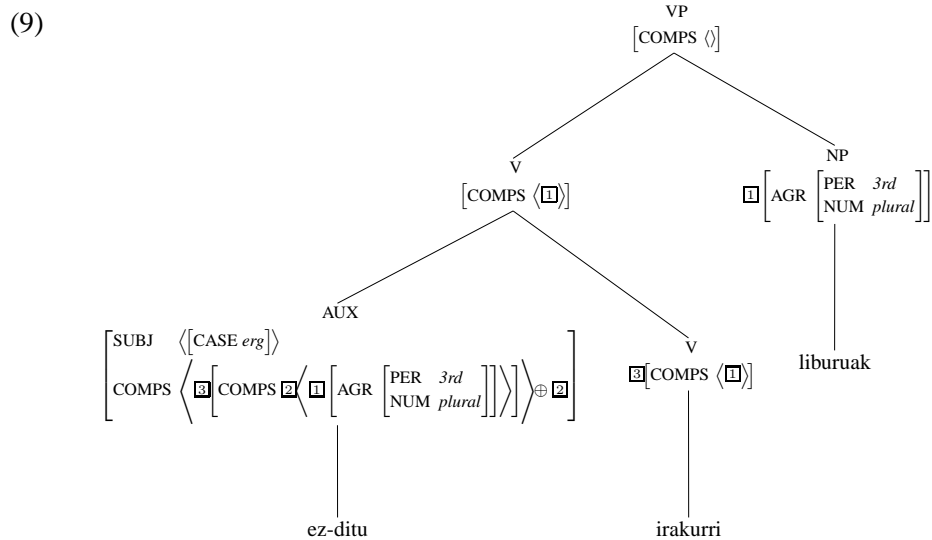 (9)
VP
[COMPS ⟨⟩]
V
[COMPS ⟨[1]⟩]
NP
[1] [AGR [PER 3rd
NUM plural]]
AUX
[SUBJ ⟨[CASE erg]⟩
COMPS ⟨[3][COMPS [2]⟨[1] [AGR [PER 3rd
NUM plural]]⟩]⟩ ⊕ [2]]
V
[3][COMPS ⟨[1]⟩]
liburuak
ez-ditu
irakurri